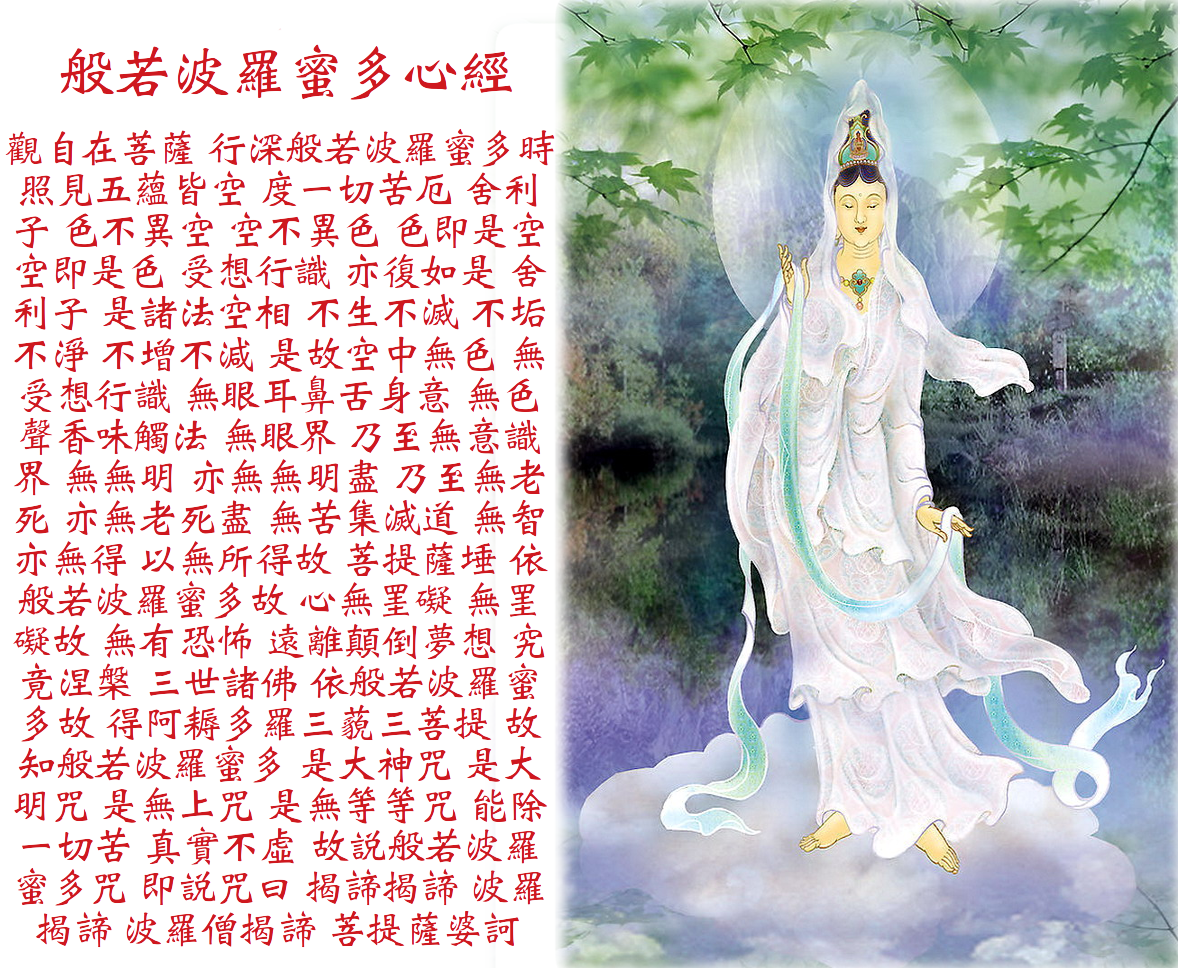 般若波羅蜜多心經
觀自在菩薩 行深般若波羅蜜多時
照見五蘊皆空 度一切苦厄 舍利
子 色不異空 空不異色 色即是空
空即是色 受想行識 亦復如是 舍
利子 是諸法空相 不生不滅 不垢
不淨 不增不減 是故空中無色 無
受想行識 無眼耳鼻舌身意 無色
聲香味觸法 無眼界 乃至無意識
界 無無明 亦無無明盡 乃至無老
死 亦無老死盡 無苦集滅道 無智
亦無得 以無所得故 菩提薩埵 依
般若波羅蜜多故 心無罣礙 無罣
礙故 無有恐怖 遠離顛倒夢想 究
竟涅槃 三世諸佛 依般若波羅蜜
多故 得阿耨多羅三藐三菩提 故
知般若波羅蜜多 是大神咒 是大
明咒 是無上咒 是無等等咒 能除
一切苦 真實不虛 故説般若波羅
蜜多咒 即説咒曰 揭諦揭諦 波羅
揭諦 波羅僧揭諦 菩提薩婆訶